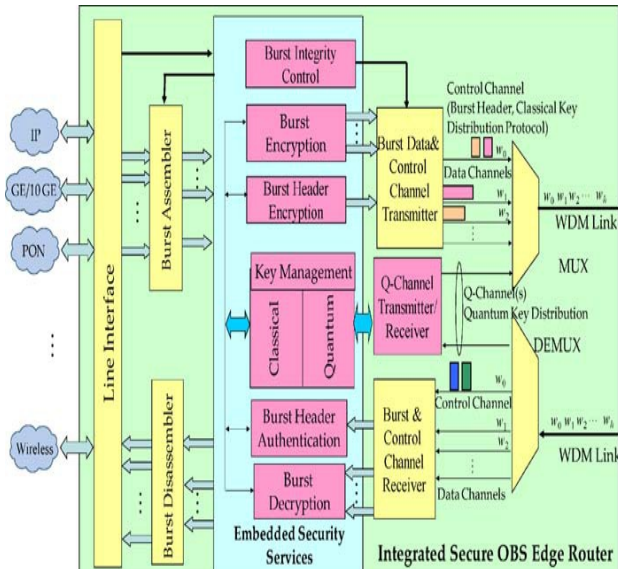 IP
GE/10 GE
PON
Wireless
Line Interface
Burst Assembler
Burst Disassembler
Burst Integrity
Control
Burst
Encryption
Burst Header
Encryption
Key Management
Classical
Quantum
Burst Header
Authentication
Burst
Decryption
Embedded Security
Services
Burst Data&
Control
Channel
Transmitter
Q-Channel
Transmitter/
Receiver
Burst &
Control
Channel
Receiver
Control Channel
(Burst Header, Classical Key
Distribution Protocol)
w0
Data Channels
w1
w2
w0 w1 w2 ... wk
WDM Link
MUX
Q-Channel(s)
Quantum Key Distribution
DEMUX
w0
Control Channel
w1
w2
Data Channels
w0 w1 w2 ... wk
WDM Link
Integrated Secure OBS Edge Router